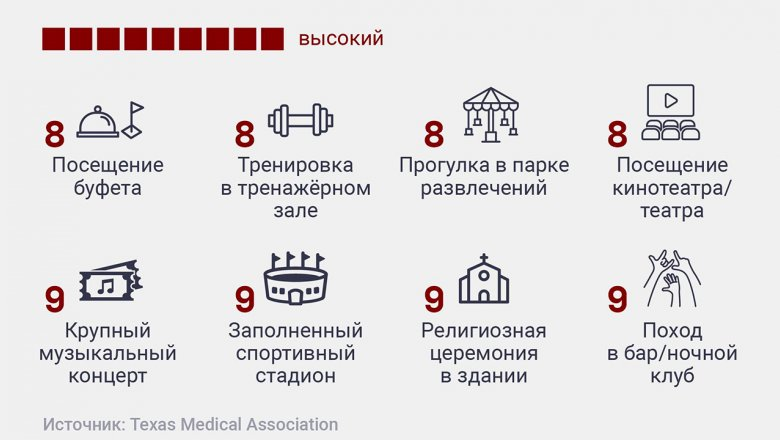 высокий
8
Посещение
буфета
8
Тренировка
в тренажёрном
зале
8
Прогулка в парке
развлечений
8
Посещение
кинотеатра/
театра
9
Крупный
музыкальный
концерт
9
Заполненный
спортивный
стадион
9
Религиозная
церемония
в здании
9
Поход
в бар/ночной
клуб
Источник: Texas Medical Association